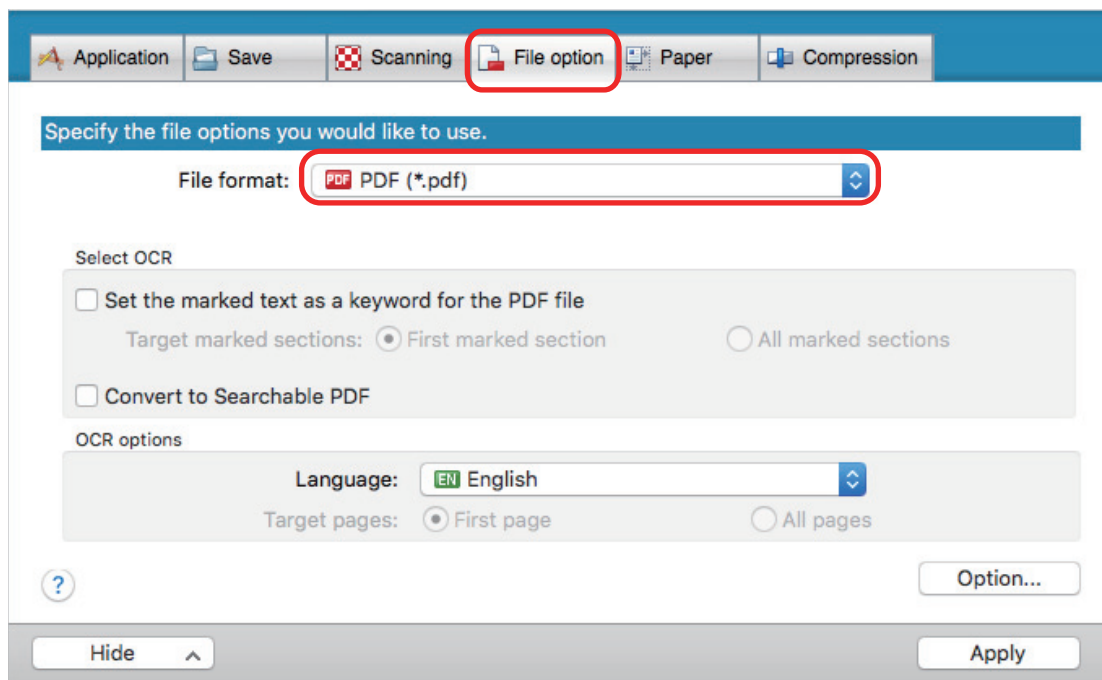 Application Save Scanning File option Paper Compression
Specify the file options you would like to use.
File format: PDF PDF (*.pdf)
Select OCR
Set the marked text as a keyword for the PDF file
Target marked sections: First marked section All marked sections
Convert to Searchable PDF
OCR options
Language: EN English
Target pages: First page All pages
? Option...
Hide Apply